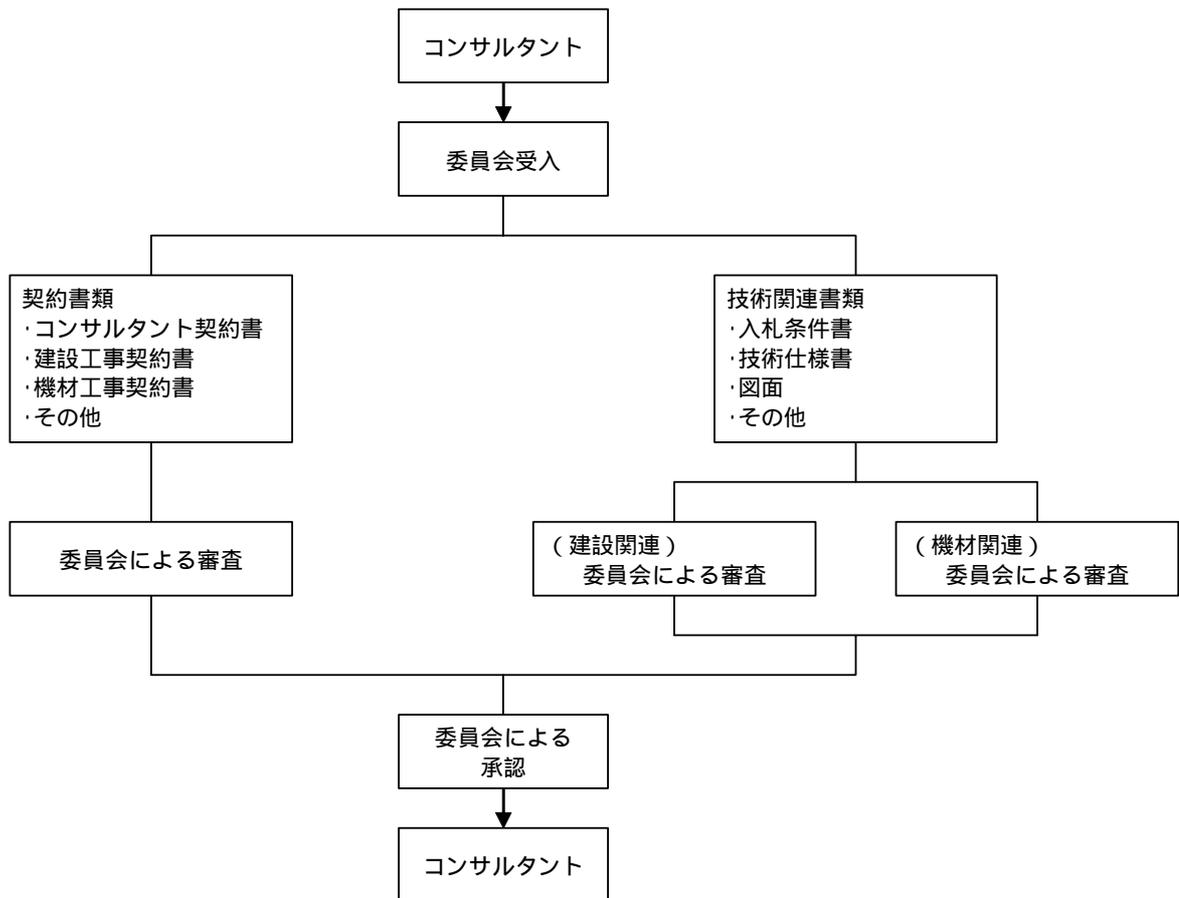 コンサルタント
委員会受入
契約書類
·コンサルタント契約書
·建設工事契約書
·機材工事契約書
·その他
技術関連書類
·入札条件書
·技術仕様書
·図面
·その他
委員会による審査
（建設関連）
委員会による審査
（機材関連）
委員会による審査
委員会による
承認
コンサルタント